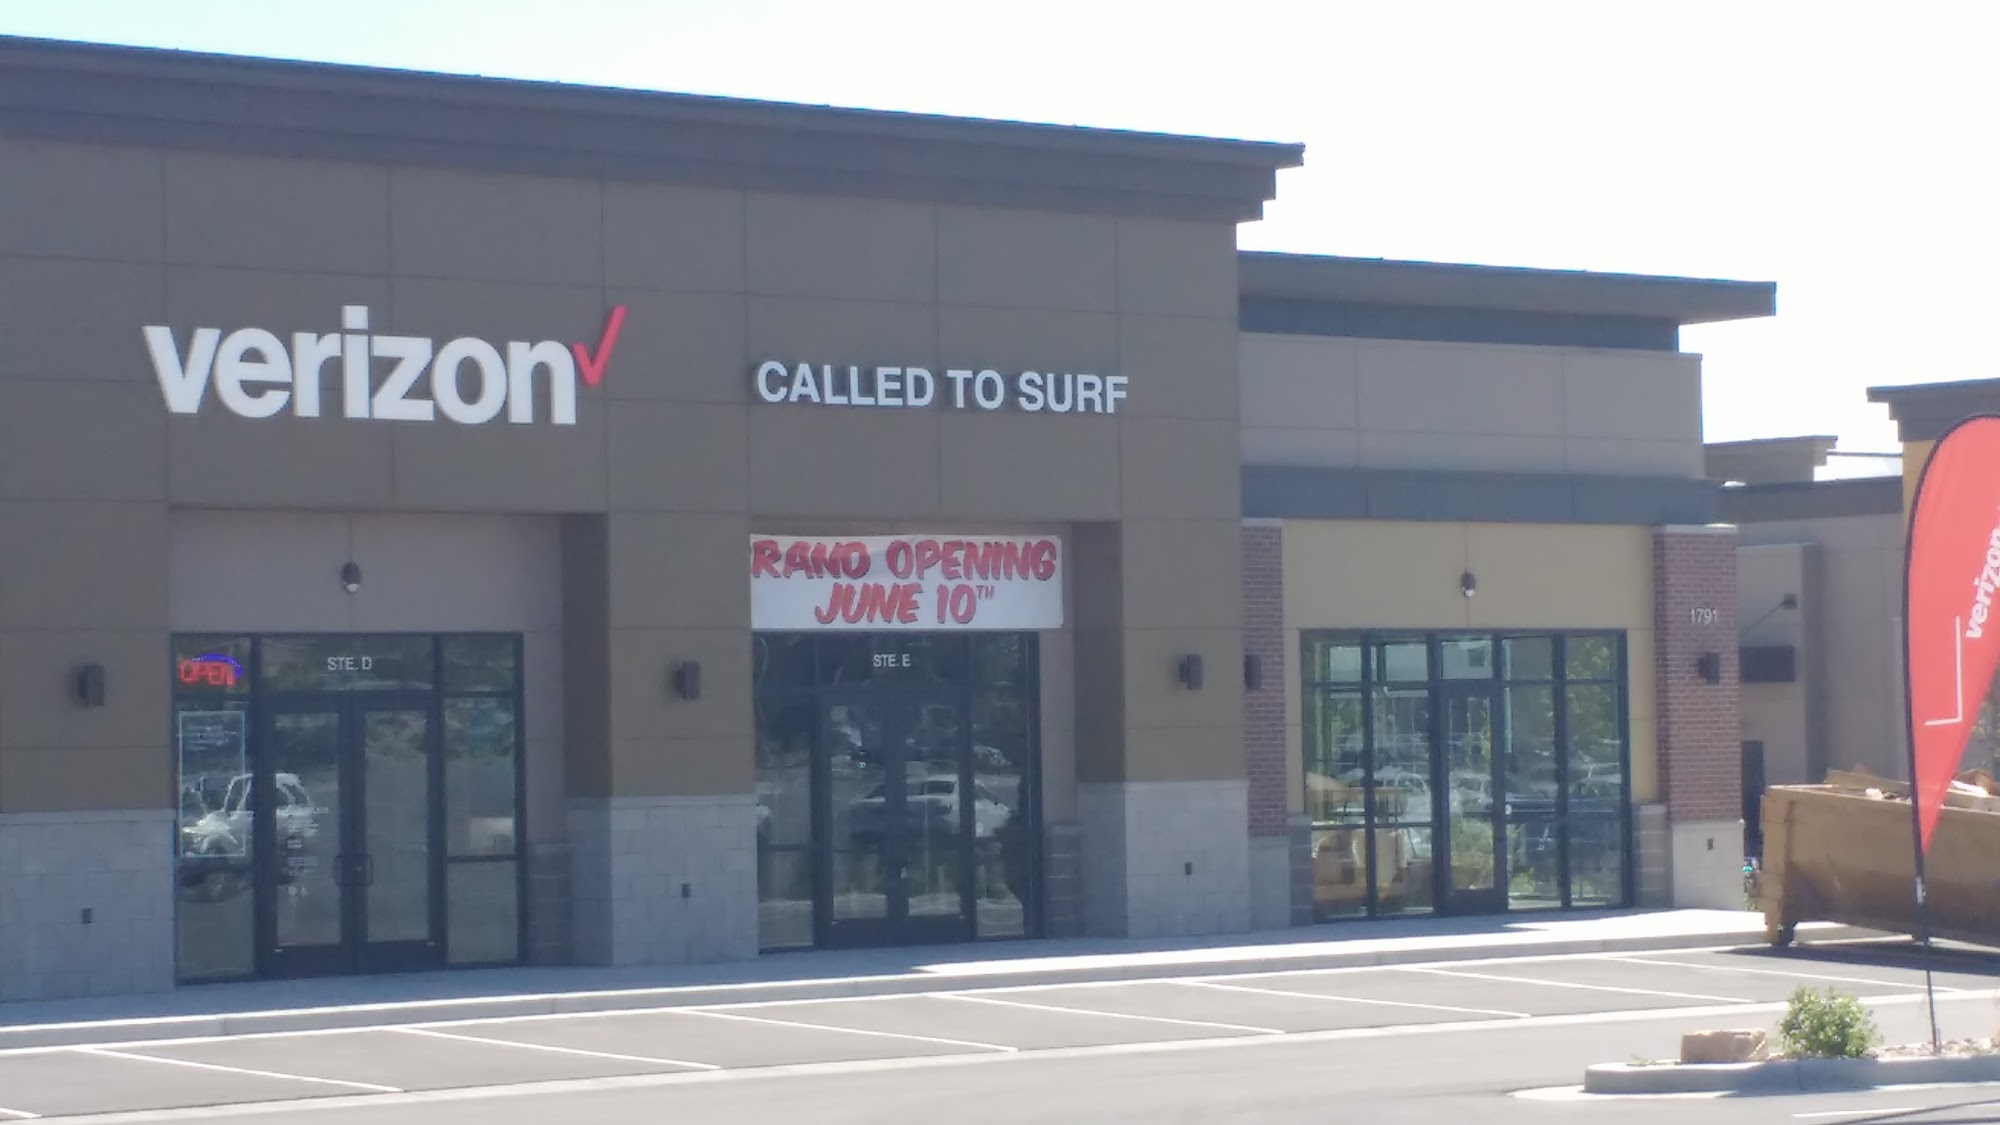 verizon
CALLED TO SURF
RAND OPENING
JUNE 10TH
OPEN
STE. D
STE. E
1791
verizon